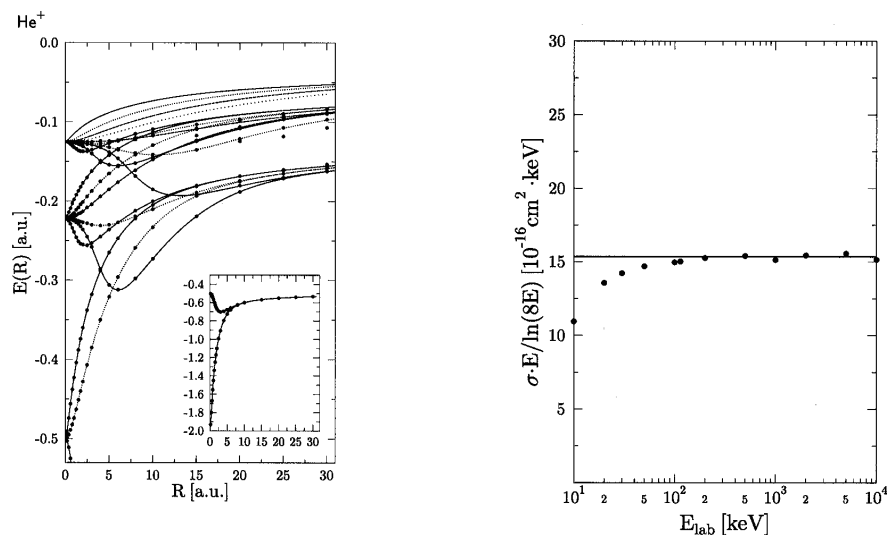 He+
0.0
-0.1
-0.2
-0.3
-0.4
-0.5
E(R) [a.u.]
0 5 10 15 20 25 30
R [a.u.]
-0.4
-0.6
-0.8
-1.0
-1.2
-1.4
-1.6
-1.8
-2.0
0 5 10 15 20 25 30
30
25
20
15
10
5
σ·E/ln(8E) [10-16cm2·keV]
101 2 5 102 2 5 103 2 5 104
Elab [keV]